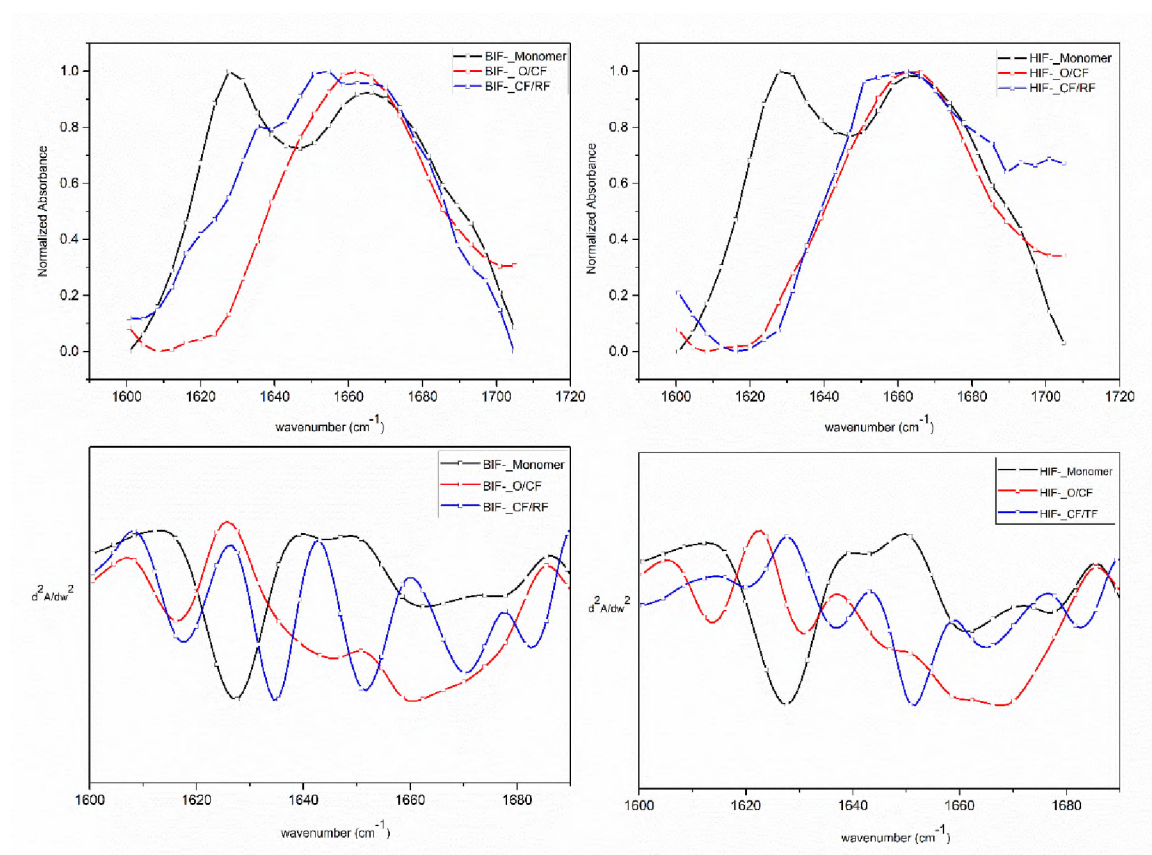 BIF-_Monomer
BIF-_O/CF
BIF-_CF/RF
Normalized Absorbance
1.0
0.8
0.6
0.4
0.2
0.0
1600 1620 1640 1660 1680 1700 1720
wavenumber (cm-1)
HIF-_Monomer
HIF-_O/CF
HIF-_CF/RF
Normalized Absorbance
1.0
0.8
0.6
0.4
0.2
0.0
1600 1620 1640 1660 1680 1700 1720
wavenumber (cm-1)
BIF-_Monomer
BIF-_O/CF
BIF-_CF/RF
d2A/dw2
1600 1620 1640 1660 1680
wavenumber (cm-1)
HIF-_Monomer
HIF-_O/CF
HIF-_CF/TF
d2A/dw2
1600 1620 1640 1660 1680
wavenumber (cm-1)